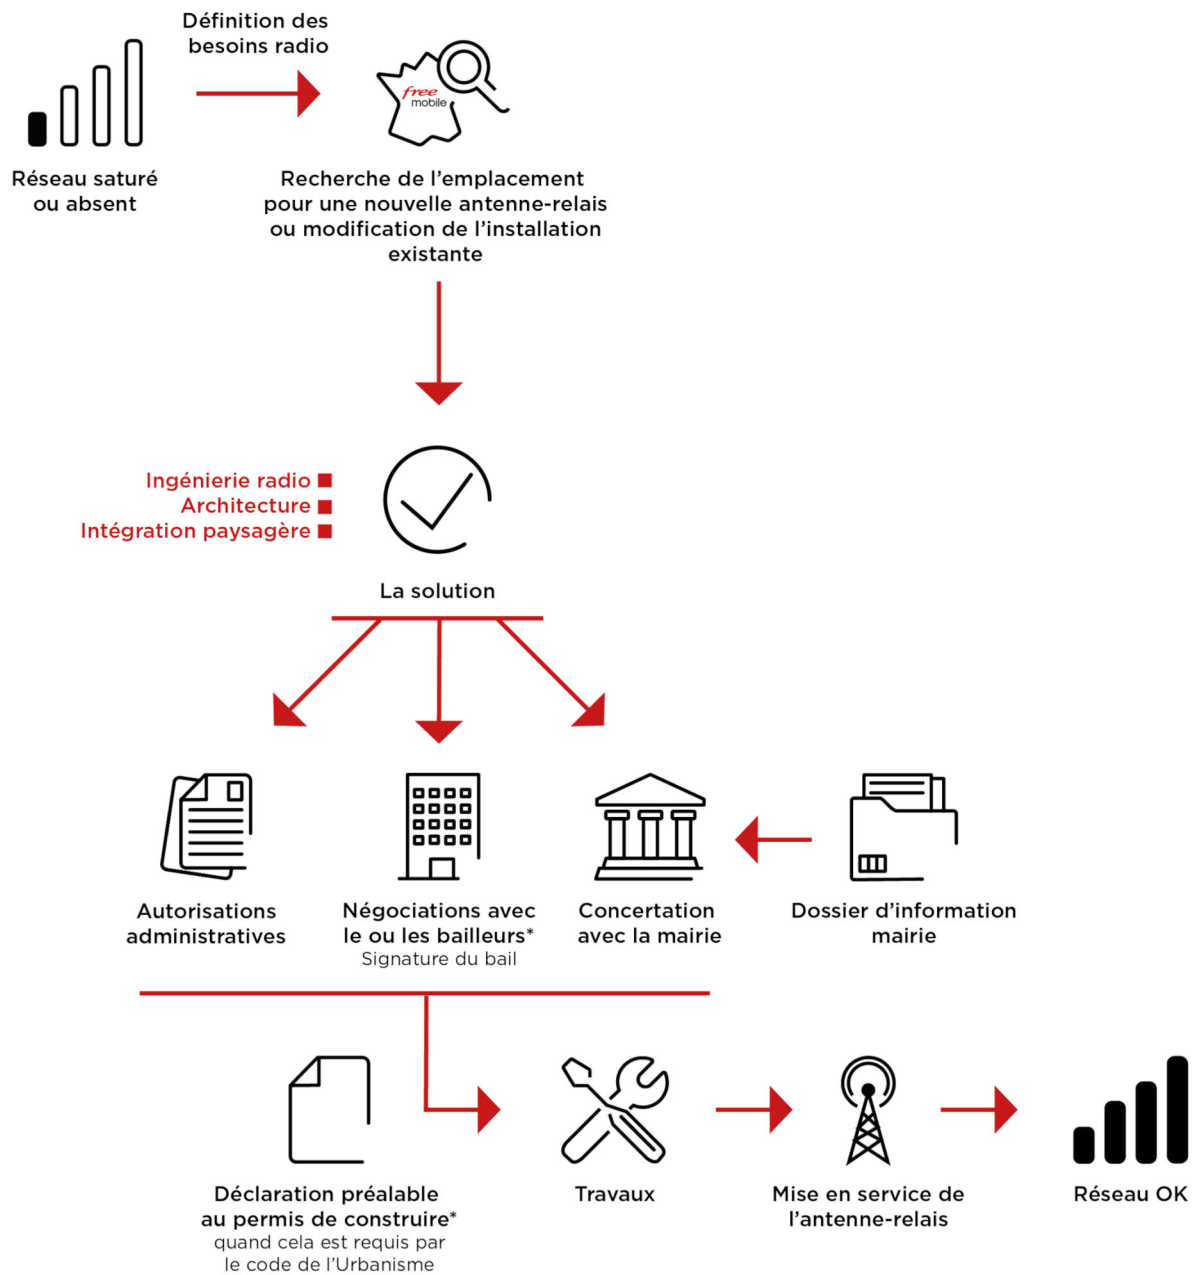 Définition des
besoins radio
free
mobile
Réseau saturé
ou absent
Recherche de l'emplacement
pour une nouvelle antenne-relais
ou modification de l'installation
existante
Ingénierie radio
Architecture
Intégration paysagère
La solution
Autorisations
administratives
Négociations avec
le ou les bailleurs*
Signature du bail
Concertation
avec la mairie
Dossier d'information
mairie
Déclaration préalable
au permis de construire*
quand cela est requis par
le code de l'Urbanisme
Travaux
Mise en service de
l'antenne-relais
Réseau OK